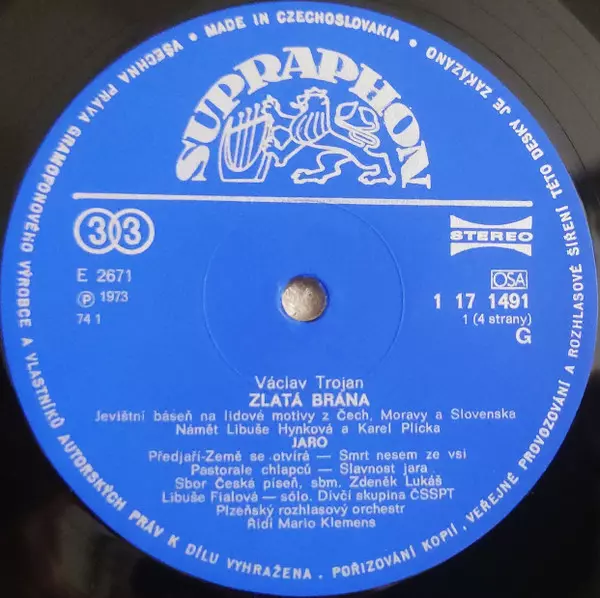 VŠECHNA PRÁVA GRAMOFONOVÉHO VÝROBCE A VLASTNÍKŮ AUTORSKÝCH PRÁV K DÍLU VYHRAŽENA. POŘIZOVÁNÍ KOPIÍ, VEŘEJNÉ PROVOZOVÁNÍ A ROZHLASOVÉ ŠÍŘENÍ TÉTO DESKY JE ZAKÁZÁNO
• MADE IN CZECHOSLOVAKIA •
SUPRAPHON
33
STEREO
E 2671
Ⓟ 1973
74 1
OSA
1 17 1491
1 (4 strany)
G
Václav Trojan
ZLATÁ BRÁNA
Jevištní báseň na lidové motivy z Čech, Moravy a Slovenska
Námět Libuše Hynková a Karel Plicka
JARO
Předjaří-Země se otvírá — Smrt nesem ze vsi
Pastorale chlapců — Slavnost jara
Sbor Česká píseň, sbm. Zdeněk Lukáš
Libuše Fialová — sólo. Dívčí skupina ČSSPT
Plzeňský rozhlasový orchestr
Řídí Mario Klemens